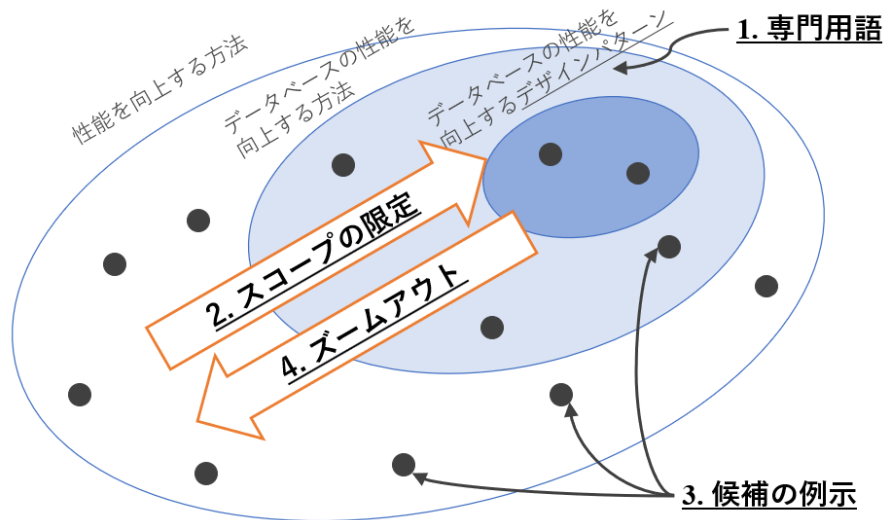 性能を向上する方法
データベースの性能を
向上する方法
データベースの性能を
向上するデザインパターン
1. 専門用語
2. スコープの限定
4. ズームアウト
3. 候補の例示